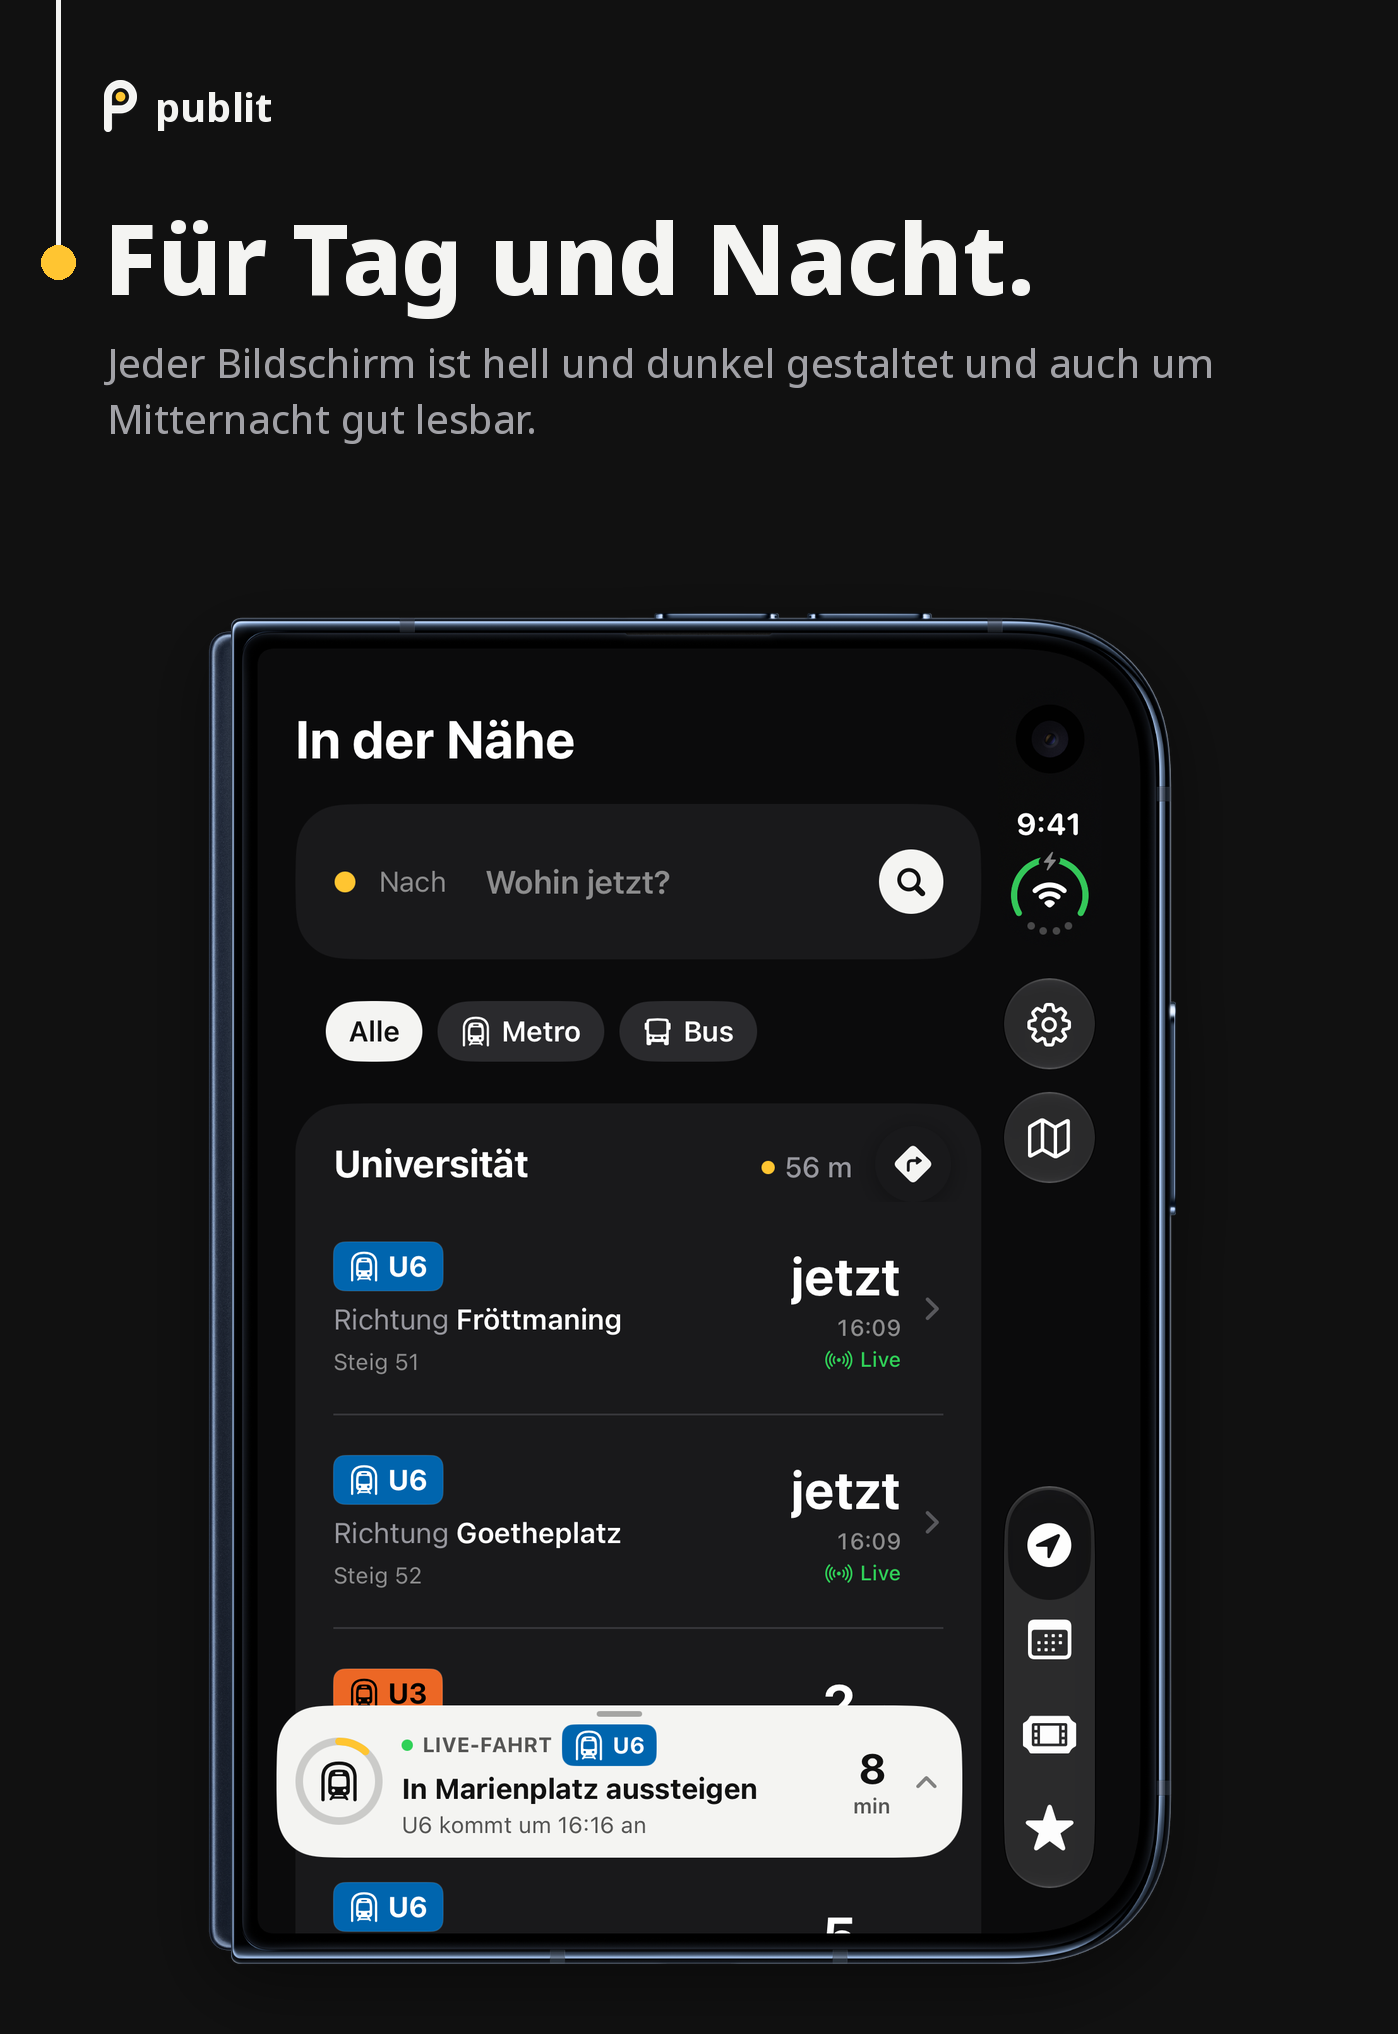 publit
Für Tag und Nacht.
Jeder Bildschirm ist hell und dunkel gestaltet und auch um
Mitternacht gut lesbar.
In der Nähe
9:41
Nach Wohin jetzt?
Alle Metro Bus
Universität 56 m
U6 jetzt
Richtung Fröttmaning 16:09
Steig 51 Live
U6 jetzt
Richtung Goetheplatz 16:09
Steig 52 Live
U3 2
LIVE-FAHRT U6
In Marienplatz aussteigen 8
U6 kommt um 16:16 an min
U6 5